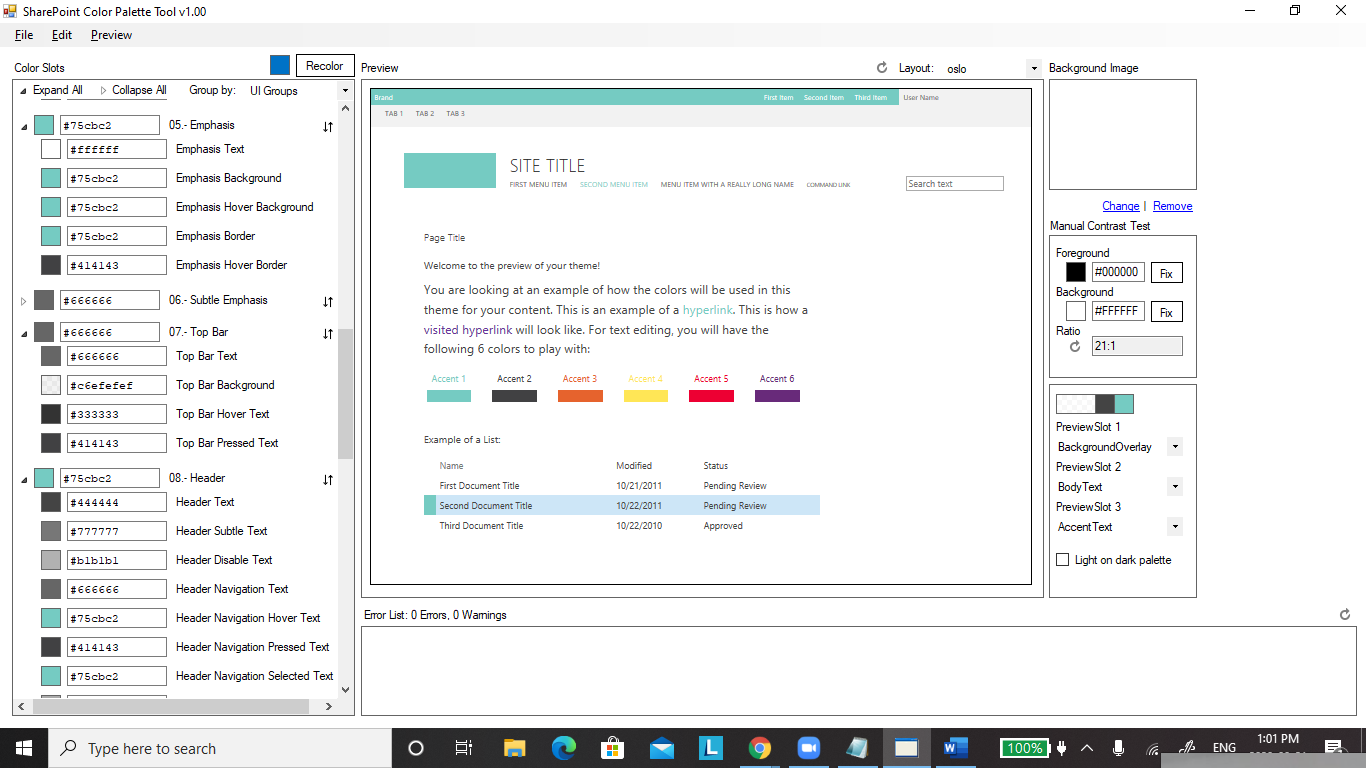 SharePoint Color Palette Tool v1.00
File Edit Preview
Color Slots Recolor
Expand All Collapse All Group by: UI Groups
#75cbc2 05.- Emphasis
#ffffff Emphasis Text
#75cbc2 Emphasis Background
#75cbc2 Emphasis Hover Background
#75cbc2 Emphasis Border
#414143 Emphasis Hover Border
#666666 06.- Subtle Emphasis
#666666 07.- Top Bar
#666666 Top Bar Text
#c6efefef Top Bar Background
#333333 Top Bar Hover Text
#414143 Top Bar Pressed Text
#75cbc2 08.- Header
#444444 Header Text
#777777 Header Subtle Text
#b1b1b1 Header Disable Text
#666666 Header Navigation Text
#75cbc2 Header Navigation Hover Text
#414143 Header Navigation Pressed Text
#75cbc2 Header Navigation Selected Text
Preview Layout: oslo
Brand First Item Second Item Third Item User Name
TAB 1 TAB 2 TAB 3
SITE TITLE
FIRST MENU ITEM SECOND MENU ITEM MENU ITEM WITH A REALLY LONG NAME COMMAND LINK
Search text
Page Title
Welcome to the preview of your theme!
You are looking at an example of how the colors will be used in this
theme for your content. This is an example of a hyperlink. This is how a
visited hyperlink will look like. For text editing, you will have the
following 6 colors to play with:
Accent 1 Accent 2 Accent 3 Accent 4 Accent 5 Accent 6
Example of a List:
Name Modified Status
First Document Title 10/21/2011 Pending Review
Second Document Title 10/22/2011 Pending Review
Third Document Title 10/22/2010 Approved
Background Image
Change | Remove
Manual Contrast Test
Foreground
#000000 Fix
Background
#FFFFFF Fix
Ratio
21:1
PreviewSlot 1
BackgroundOverlay
PreviewSlot 2
BodyText
PreviewSlot 3
AccentText
Light on dark palette
Error List: 0 Errors, 0 Warnings
Type here to search
L
W
100%
ENG
1:01 PM